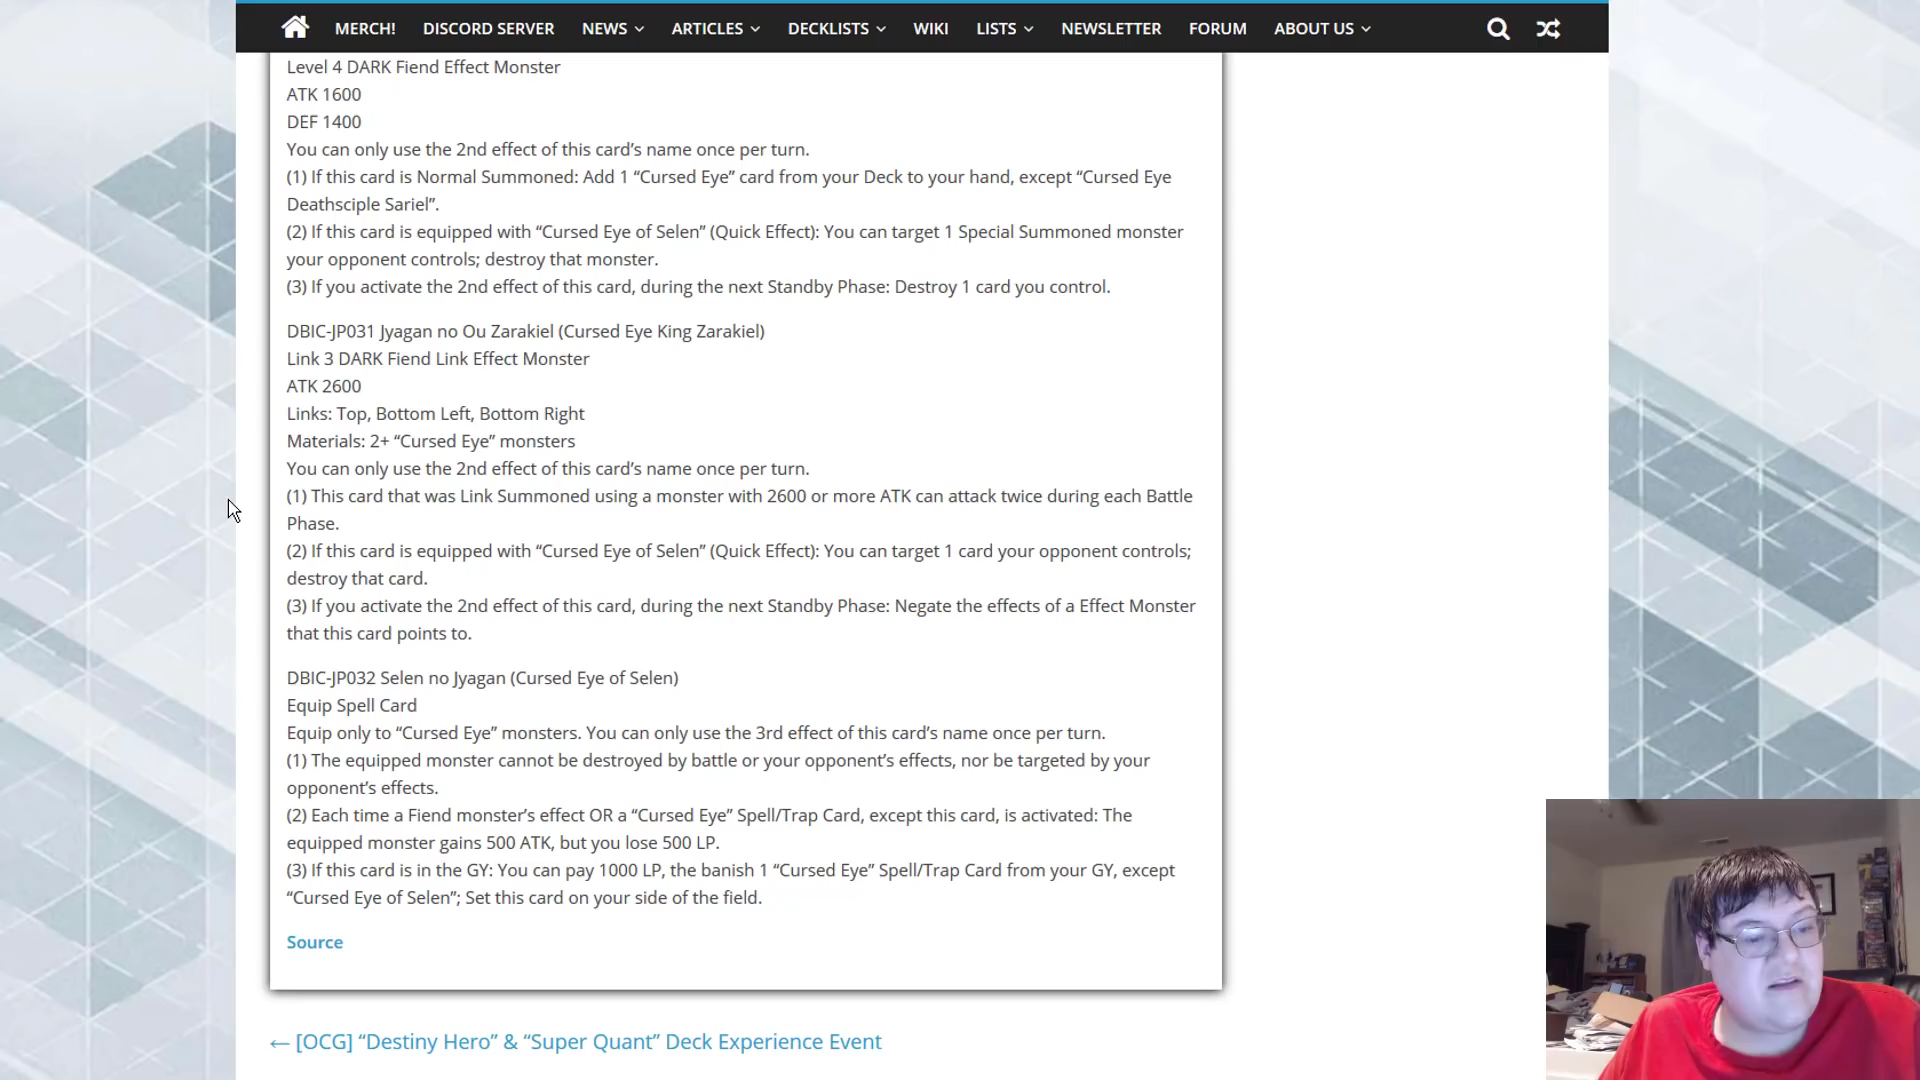 MERCH! DISCORD SERVER NEWS ARTICLES DECKLISTS WIKI LISTS NEWSLETTER FORUM ABOUT US
Level 4 DARK Fiend Effect Monster
ATK 1600
DEF 1400
You can only use the 2nd effect of this card’s name once per turn.
(1) If this card is Normal Summoned: Add 1 “Cursed Eye” card from your Deck to your hand, except “Cursed Eye
Deathsciple Sariel”.
(2) If this card is equipped with “Cursed Eye of Selen” (Quick Effect): You can target 1 Special Summoned monster
your opponent controls; destroy that monster.
(3) If you activate the 2nd effect of this card, during the next Standby Phase: Destroy 1 card you control.
DBIC-JP031 Jyagan no Ou Zarakiel (Cursed Eye King Zarakiel)
Link 3 DARK Fiend Link Effect Monster
ATK 2600
Links: Top, Bottom Left, Bottom Right
Materials: 2+ “Cursed Eye” monsters
You can only use the 2nd effect of this card’s name once per turn.
(1) This card that was Link Summoned using a monster with 2600 or more ATK can attack twice during each Battle
Phase.
(2) If this card is equipped with “Cursed Eye of Selen” (Quick Effect): You can target 1 card your opponent controls;
destroy that card.
(3) If you activate the 2nd effect of this card, during the next Standby Phase: Negate the effects of a Effect Monster
that this card points to.
DBIC-JP032 Selen no Jyagan (Cursed Eye of Selen)
Equip Spell Card
Equip only to “Cursed Eye” monsters. You can only use the 3rd effect of this card’s name once per turn.
(1) The equipped monster cannot be destroyed by battle or your opponent’s effects, nor be targeted by your
opponent’s effects.
(2) Each time a Fiend monster’s effect OR a “Cursed Eye” Spell/Trap Card, except this card, is activated: The
equipped monster gains 500 ATK, but you lose 500 LP.
(3) If this card is in the GY: You can pay 1000 LP, the banish 1 “Cursed Eye” Spell/Trap Card from your GY, except
“Cursed Eye of Selen”; Set this card on your side of the field.
Source
← [OCG] “Destiny Hero” & “Super Quant” Deck Experience Event